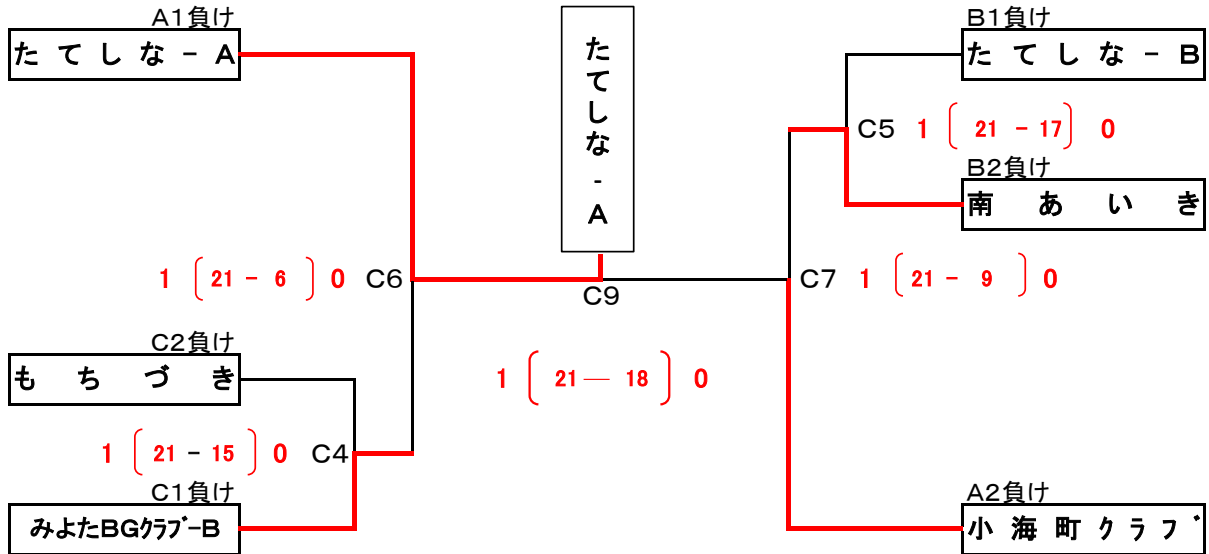 A1負け
たてしな-A
たてしな-A
B1負け
たてしな-B
C5 1 〔 21 - 17 〕 0
B2負け
南あいき
1 〔 21 - 6 〕 0 C6
C9
C7 1 〔 21 - 9 〕 0
C2負け
もちづき
1 〔 21 — 18 〕 0
1 〔 21 - 15 〕 0 C4
C1負け
みよたBGクラブ-B
A2負け
小海町クラブ